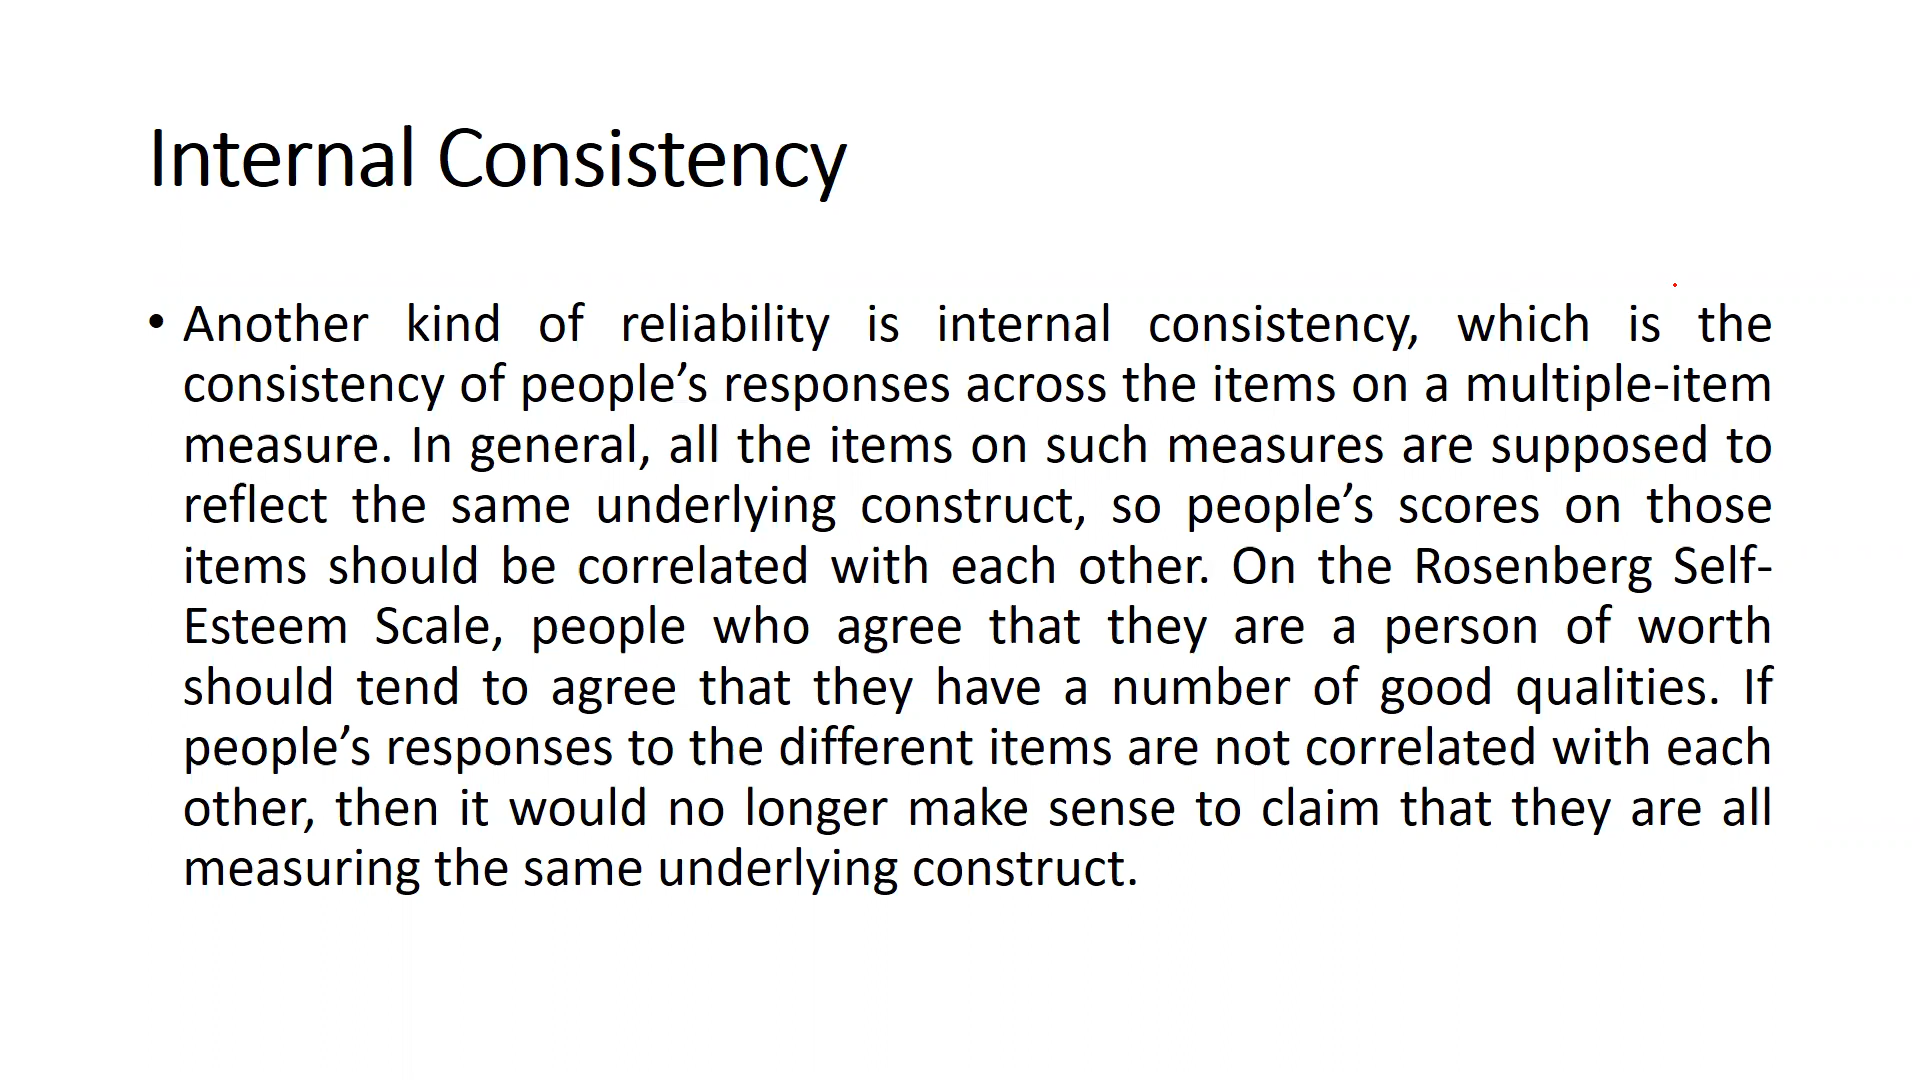 Internal Consistency
• Another kind of reliability is internal consistency, which is the
consistency of people’s responses across the items on a multiple-item
measure. In general, all the items on such measures are supposed to
reflect the same underlying construct, so people’s scores on those
items should be correlated with each other. On the Rosenberg Self-
Esteem Scale, people who agree that they are a person of worth
should tend to agree that they have a number of good qualities. If
people’s responses to the different items are not correlated with each
other, then it would no longer make sense to claim that they are all
measuring the same underlying construct.